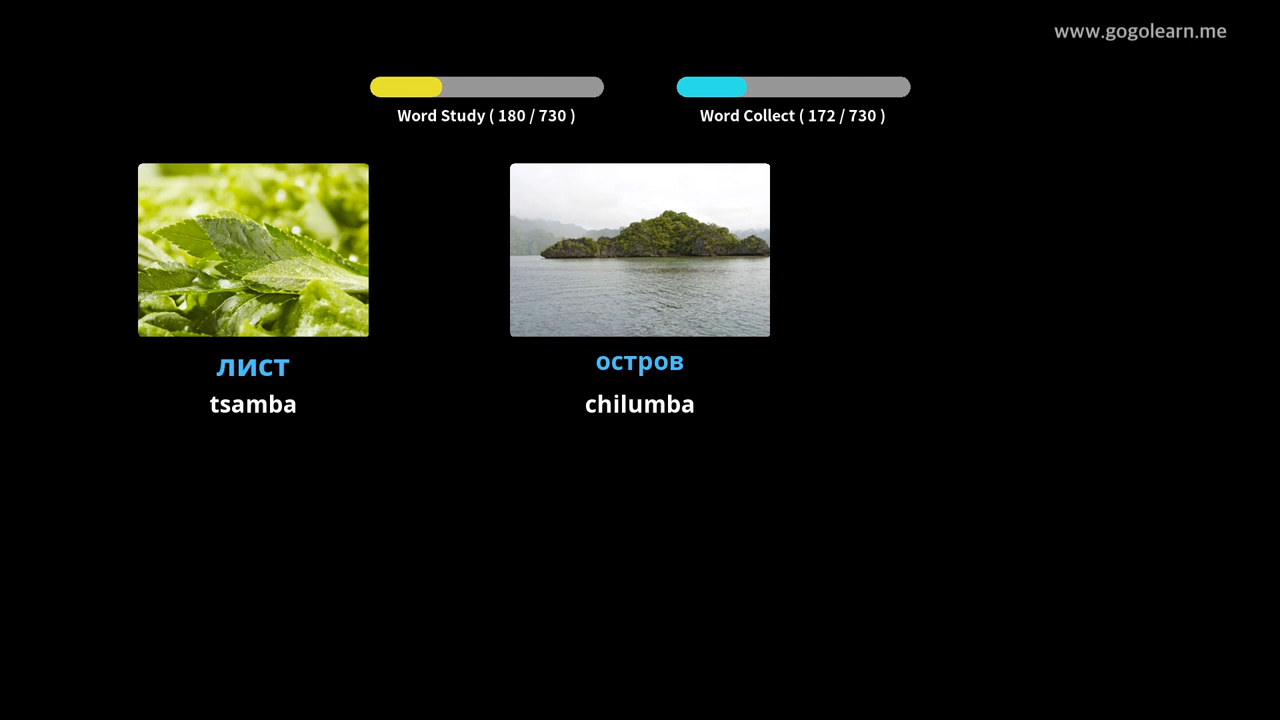 www.gogolearn.me
Word Study ( 180 / 730 )
Word Collect ( 172 / 730 )
лист
tsamba
остров
chilumba